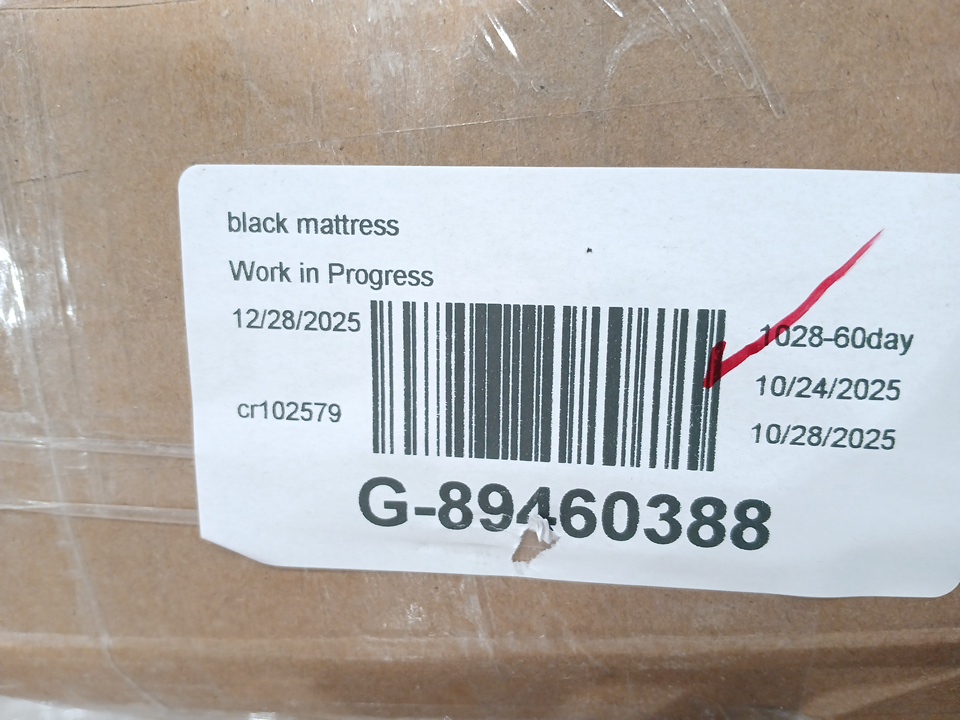 black mattress
Work in Progress
12/28/2025
1028-60day
10/24/2025
cr102579
10/28/2025
G-89460388